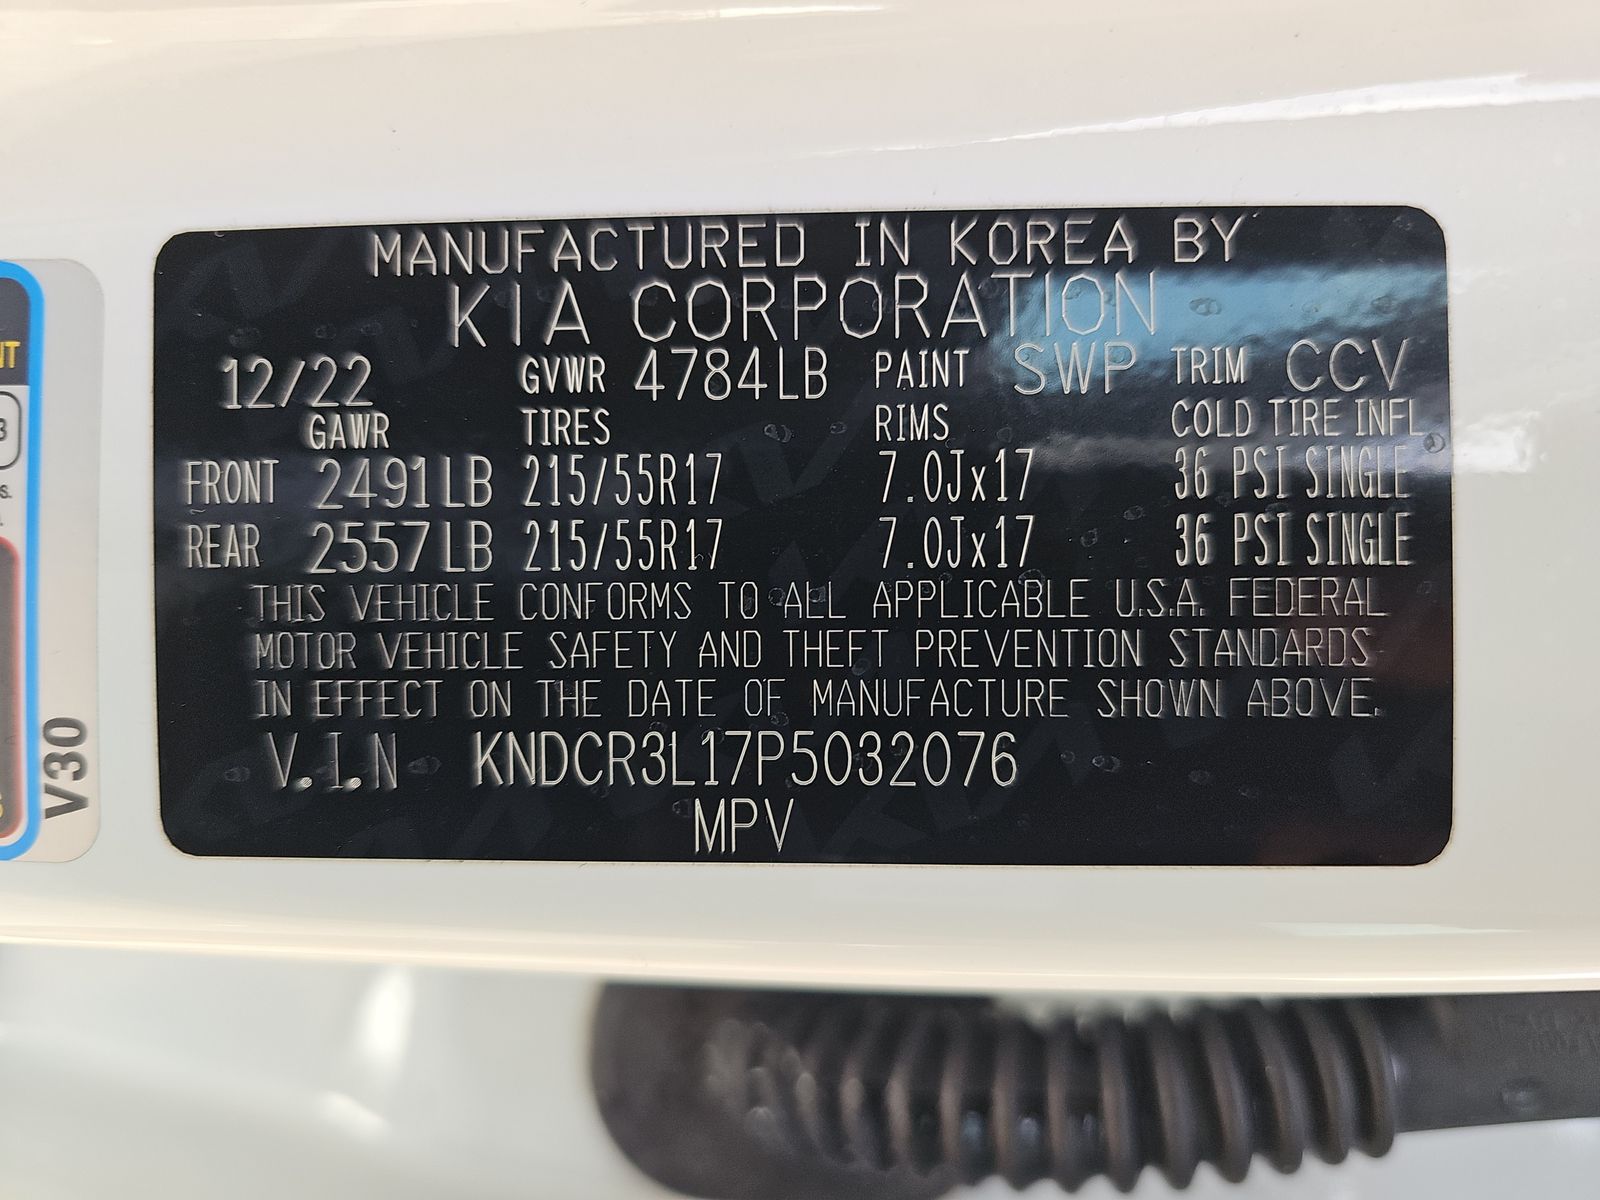 MANUFACTURED IN KOREA BY
KIA CORPORATION
12/22 GVWR 4784LB PAINT SWP TRIM CCV
GAWR TIRES RIMS COLD TIRE INFL
FRONT 2491LB 215/55R17 7.0Jx17 36 PSI SINGLE
REAR 2557LB 215/55R17 7.0Jx17 36 PSI SINGLE
THIS VEHICLE CONFORMS TO ALL APPLICABLE U.S.A. FEDERAL
MOTOR VEHICLE SAFETY AND THEFT PREVENTION STANDARDS
IN EFFECT ON THE DATE OF MANUFACTURE SHOWN ABOVE.
V.I.N KNDCR3L17P5032076
MPV
V30